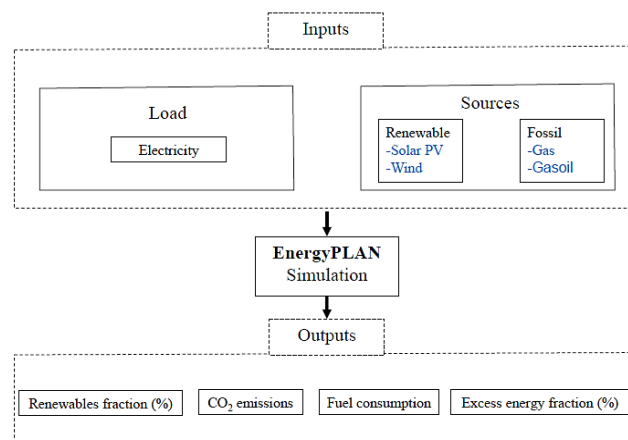 Inputs
Load
Electricity
Sources
Renewable
-Solar PV
-Wind
Fossil
-Gas
-Gasoil
EnergyPLAN
Simulation
Outputs
Renewables fraction (%)
CO₂ emissions
Fuel consumption
Excess energy fraction (%)